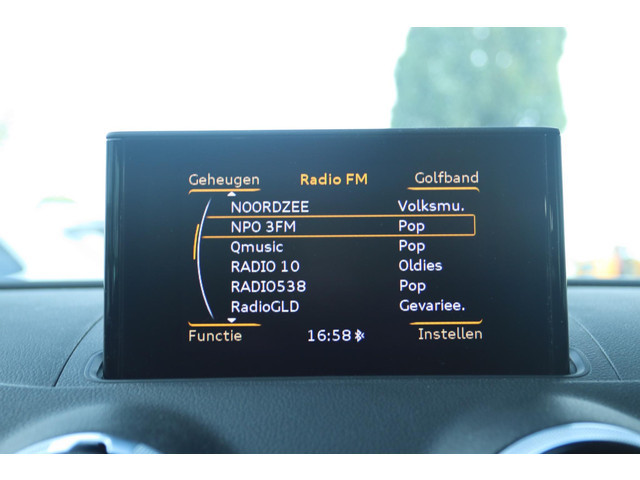 Geheugen Radio FM Golfband
NOORDZEE Volksmu.
NPO 3FM Pop
Qmusic Pop
RADIO 10 Oldies
RADIO538 Pop
RadioGLD Gevariee.
Functie 16:58 Instellen